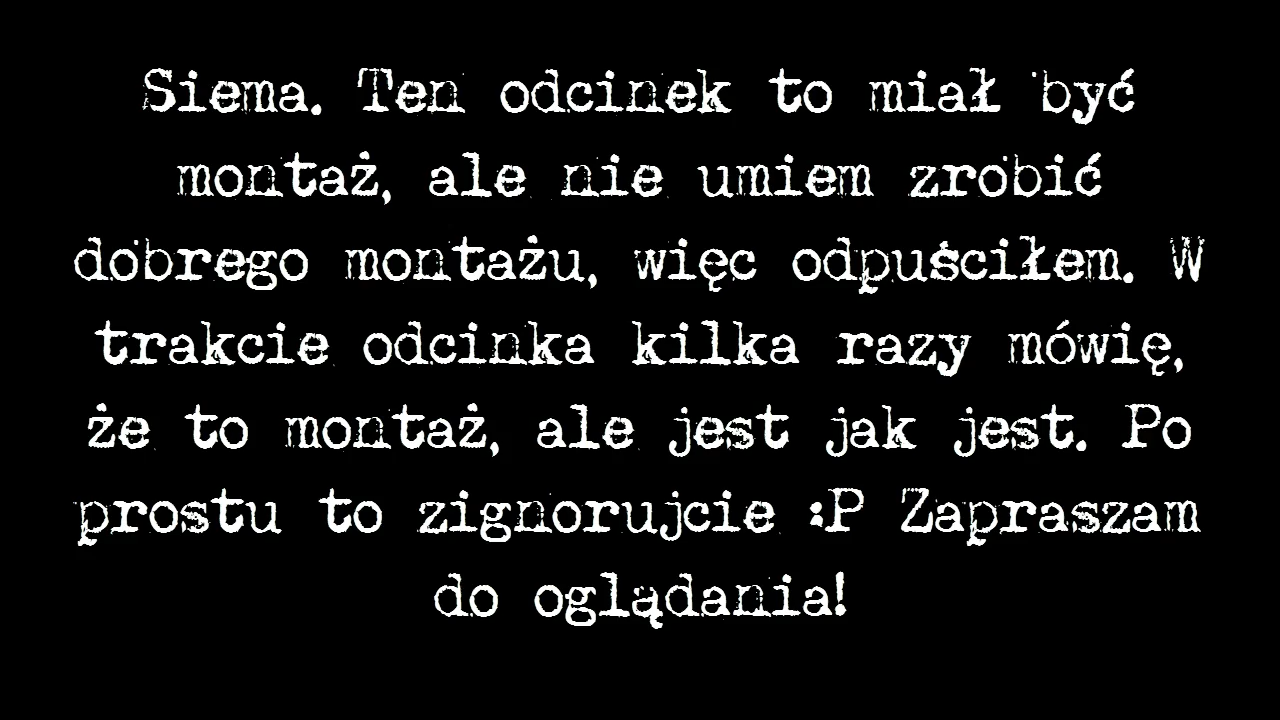 Siema. Ten odcinek to miał być
montaż, ale nie umiem zrobić
dobrego montażu, więc odpuściłem. W
trakcie odcinka kilka razy mówię,
że to montaż, ale jest jak jest. Po
prostu to zignorujcie :P Zapraszam
do oglądania!